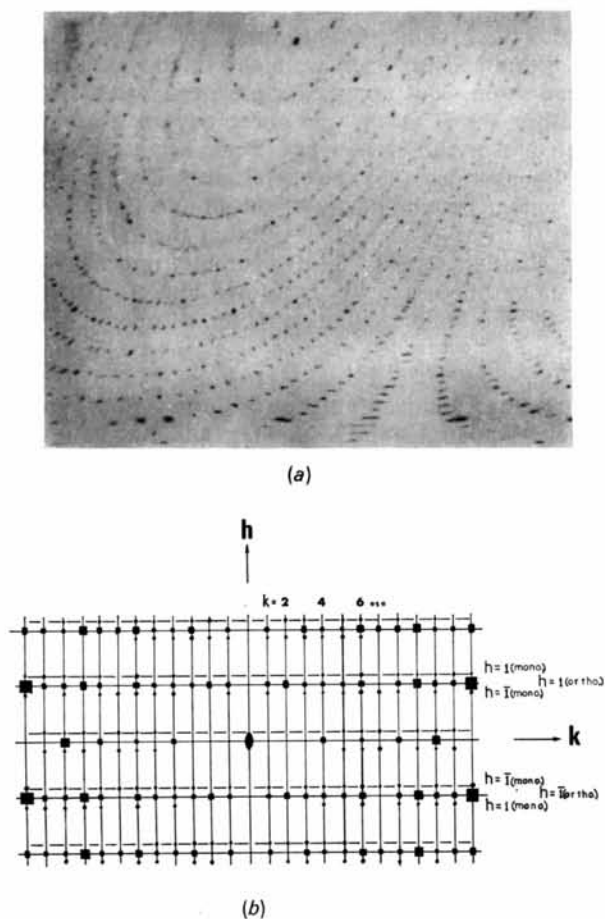 (a)
h
k = 2 4 6 ...
h = 1 (mono)
h = 1 (ortho)
h = 1̄ (mono)
k
h = 1̄ (mono)
h = 1̄ (ortho)
h = 1 (mono)
(b)